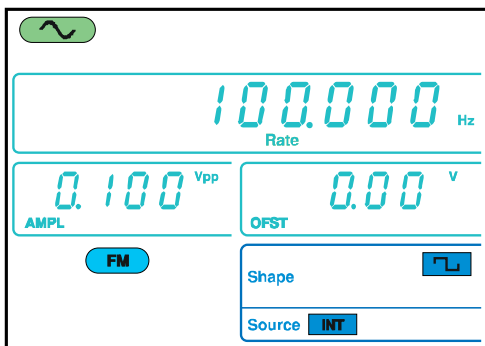 100.000 Hz
Rate
0.100 Vpp
AMPL
0.00 V
OFST
FM
Shape
Source INT